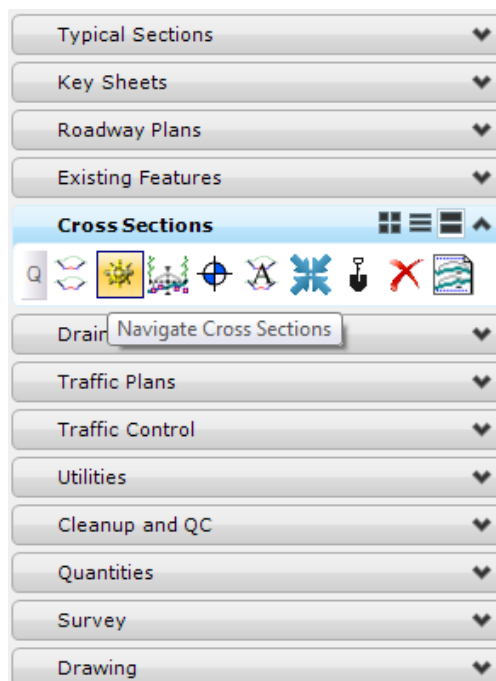 Typical Sections
Key Sheets
Roadway Plans
Existing Features
Cross Sections
Q
A
Navigate Cross Sections
Drain
Traffic Plans
Traffic Control
Utilities
Cleanup and QC
Quantities
Survey
Drawing